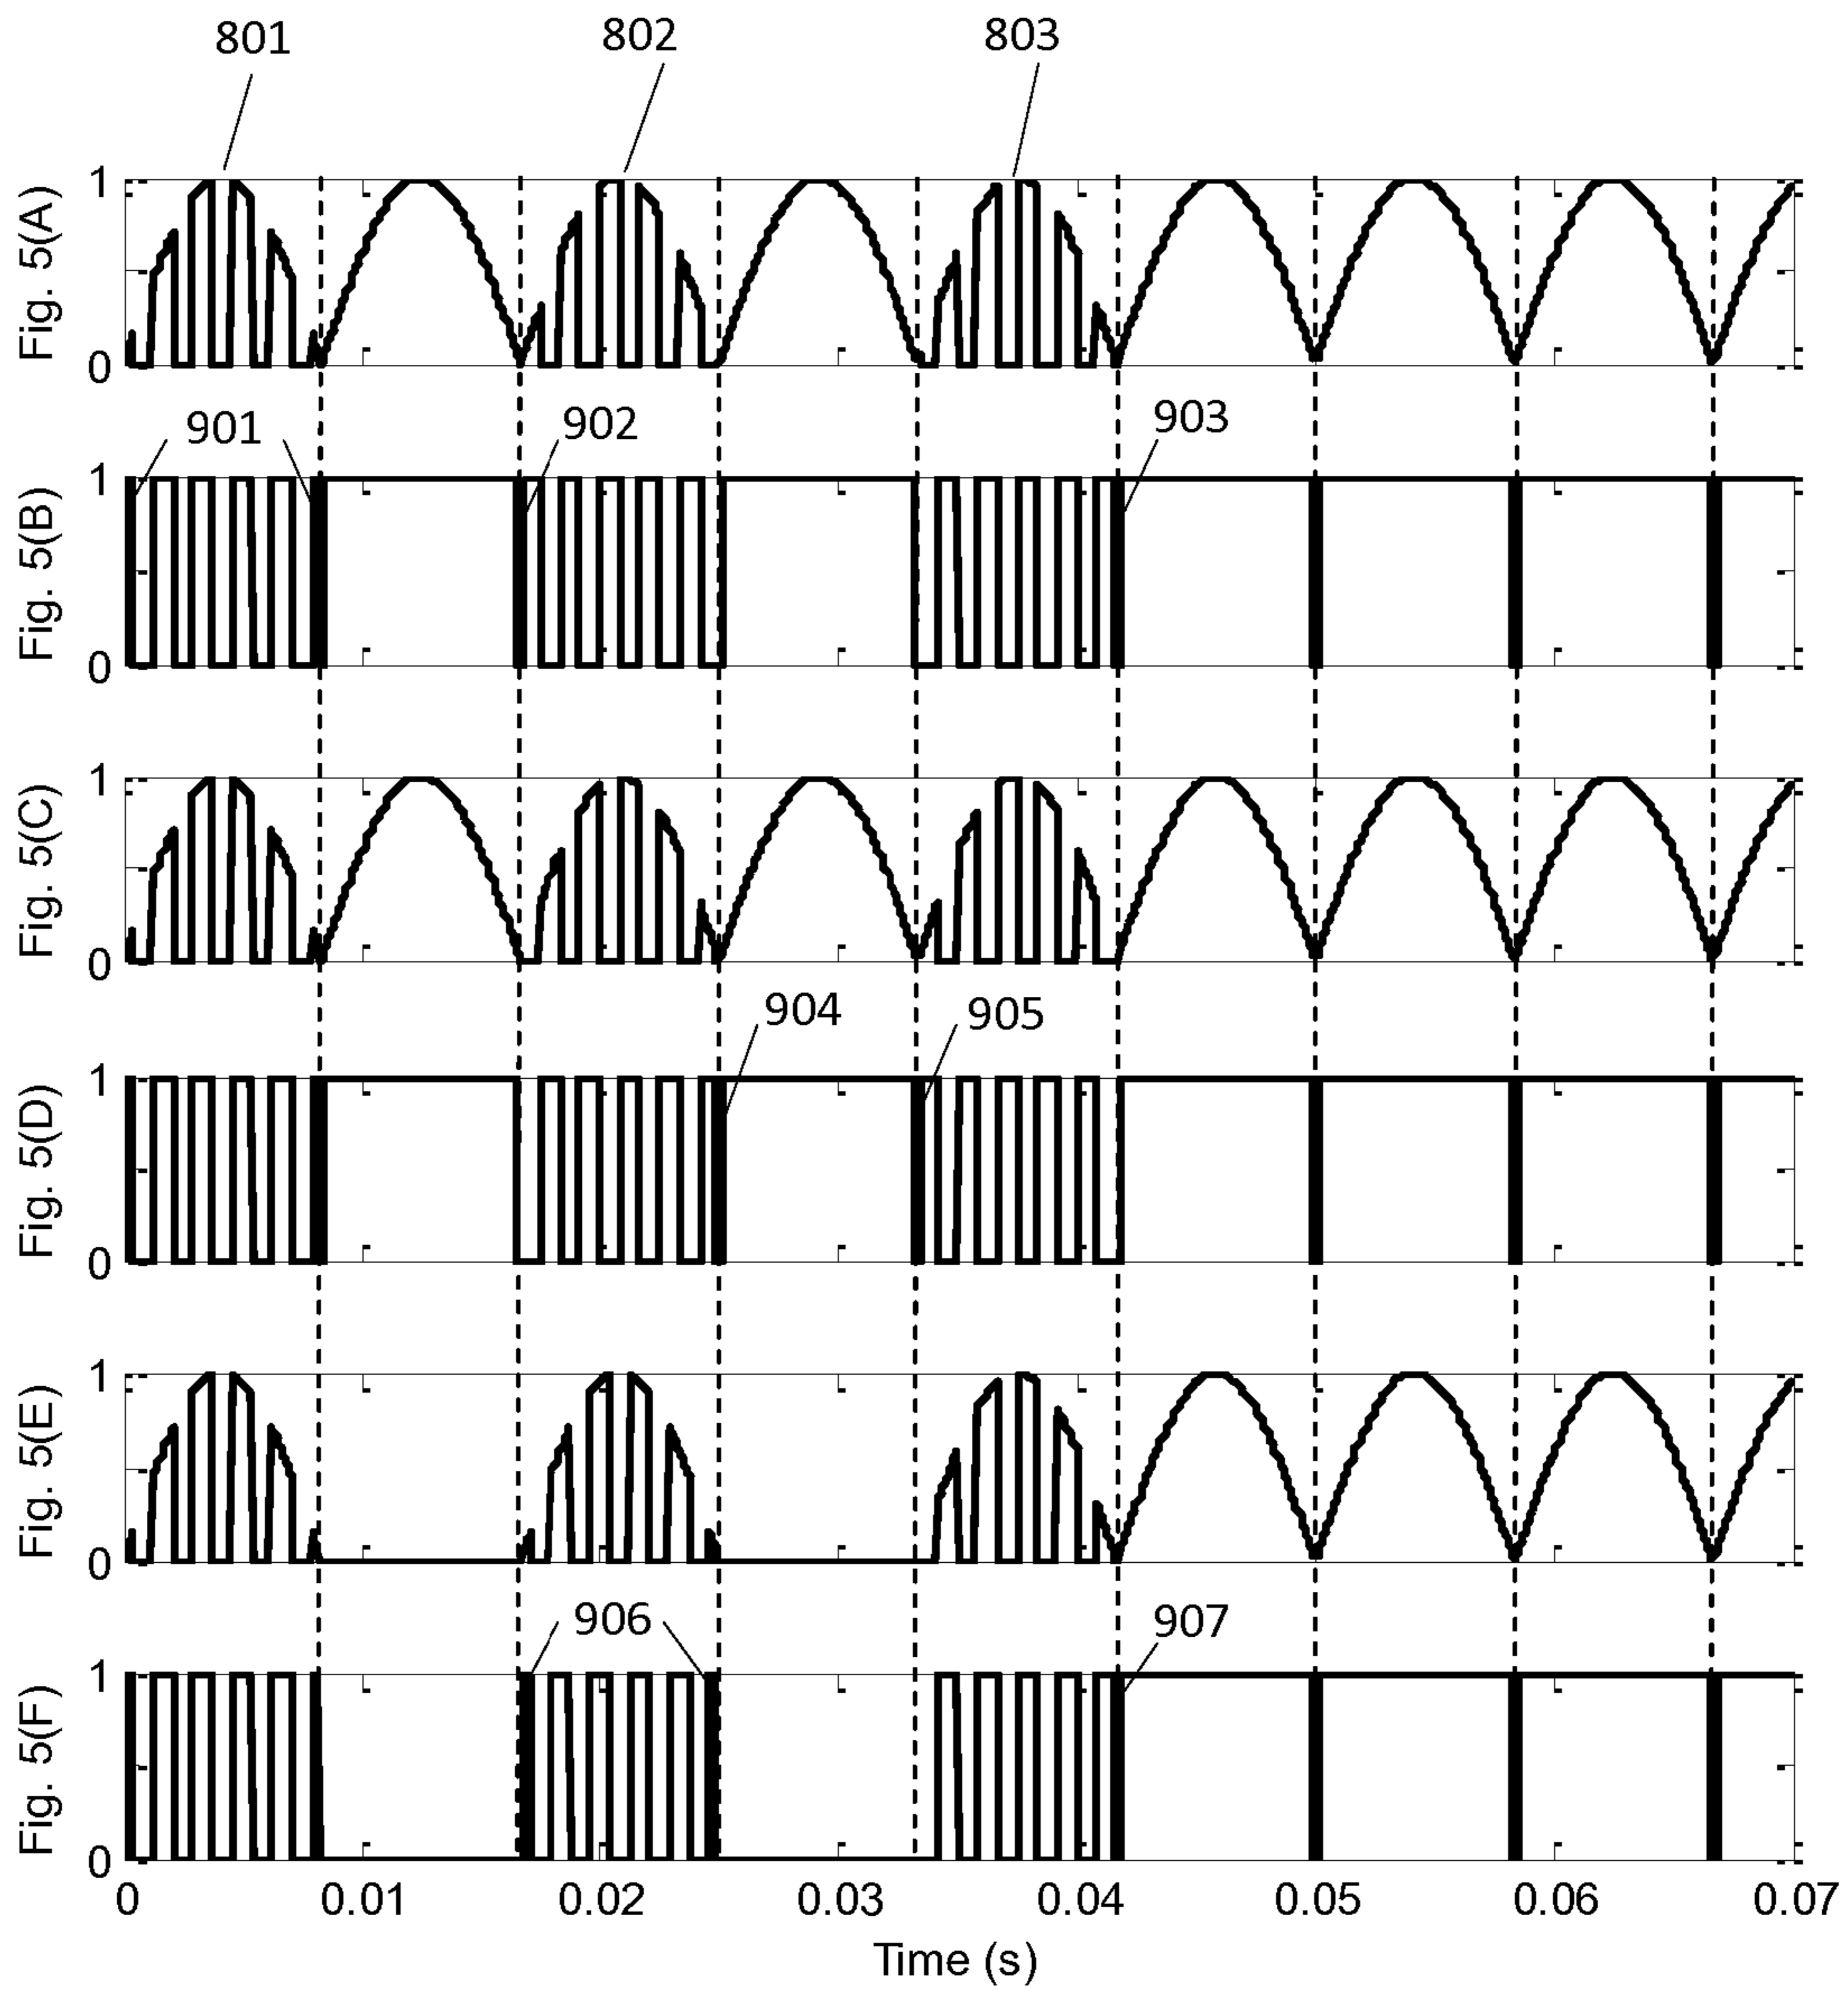 801 802 803
Fig. 5(A)
1
0
901 902 903
Fig. 5(B)
1
0
Fig. 5(C)
1
0
904 905
Fig. 5(D)
1
0
Fig. 5(E)
1
0
906 907
Fig. 5(F)
1
0
0 0.01 0.02 0.03 0.04 0.05 0.06 0.07
Time (s)